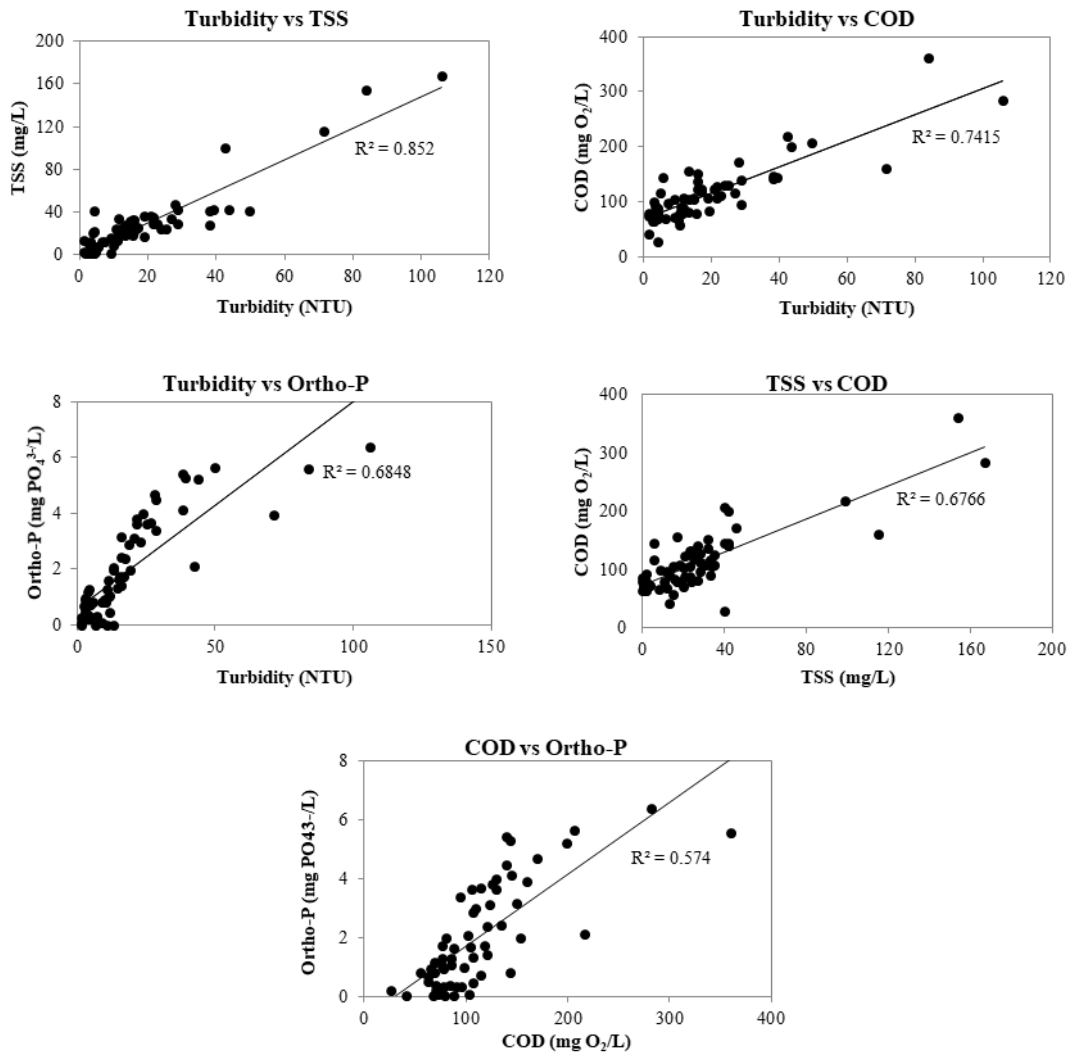 Turbidity vs TSS
TSS (mg/L)
200
160
120
80
40
0
R² = 0.852
0 20 40 60 80 100 120
Turbidity (NTU)
Turbidity vs COD
COD (mg O₂/L)
400
300
200
100
0
R² = 0.7415
0 20 40 60 80 100 120
Turbidity (NTU)
Turbidity vs Ortho-P
Ortho-P (mg PO₄³⁻/L)
8
6
4
2
0
R² = 0.6848
0 50 100 150
Turbidity (NTU)
TSS vs COD
COD (mg O₂/L)
400
300
200
100
0
R² = 0.6766
0 40 80 120 160 200
TSS (mg/L)
COD vs Ortho-P
Ortho-P (mg PO43-/L)
8
6
4
2
0
R² = 0.574
0 100 200 300 400
COD (mg O₂/L)